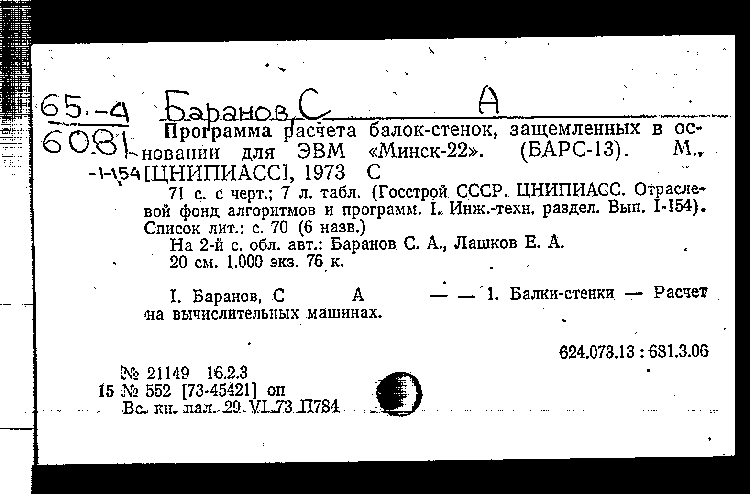 65.-4 Баранов, С А
6081 Программа расчета балок-стенок, защемленных в ос-
новании для ЭВМ «Минск-22». (БАРС-13). М.,
-1-154 [ЦНИПИАСС], 1973 С
71 с. с черт.; 7 л. табл. (Госстрой СССР. ЦНИПИАСС. Отрасле-
вой фонд алгоритмов и программ. I. Инж.-техн. раздел. Вып. I-154).
Список лит.: с. 70 (6 назв.)
На 2-й с. обл. авт.: Баранов С. А., Лашков Е. А.
20 см. 1.000 экз. 76 к.
I. Баранов, С А — — 1. Балки-стенки — Расчет
на вычислительных машинах.
624.073.13 : 681.3.06
№ 21149 16.2.3
15 № 552 [73-45421] оп
Вс. кн. пал. 29. VI.73 П784